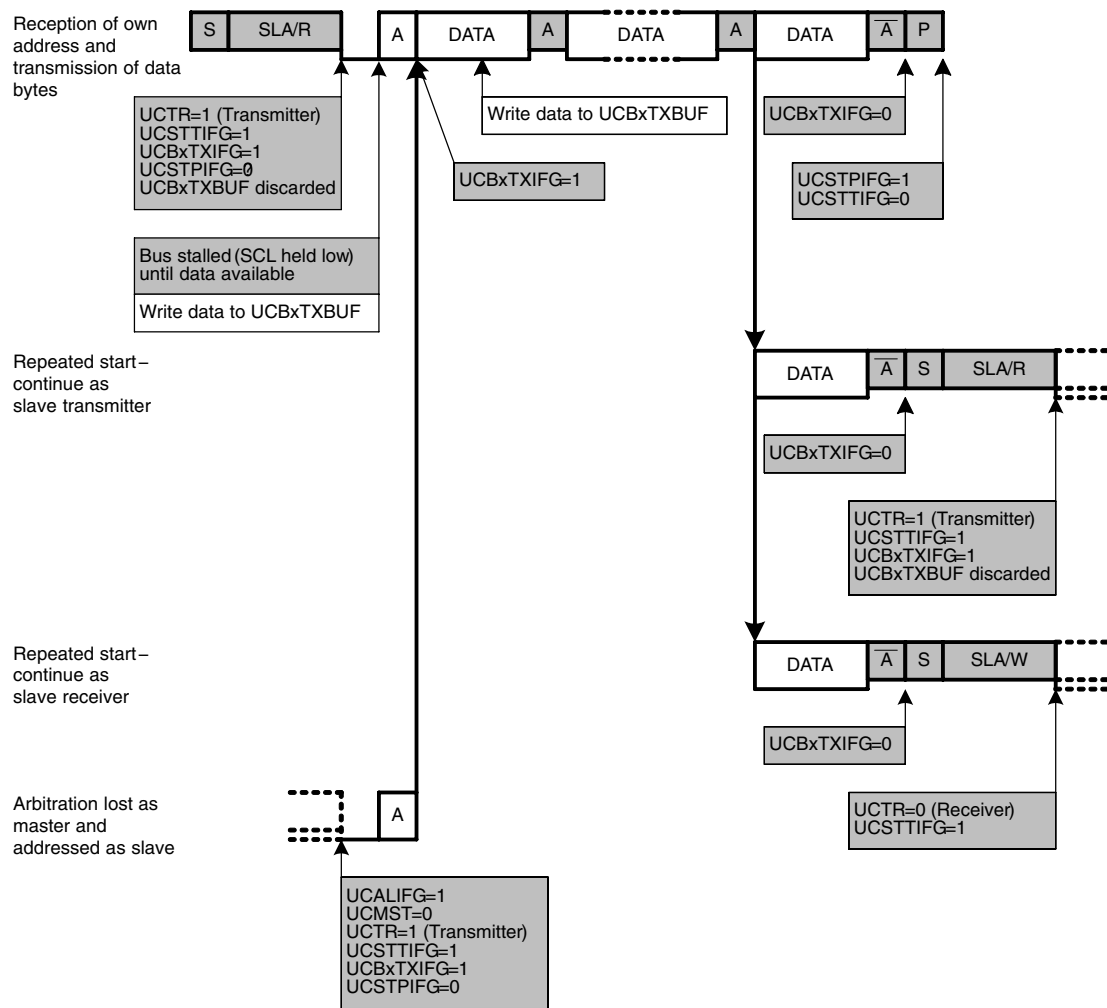 Reception of own
address and
transmission of data
bytes
S SLA/R A DATA A DATA A DATA A P
UCTR=1 (Transmitter)
UCSTTIFG=1
UCBxTXIFG=1
UCSTPIFG=0
UCBxTXBUF discarded
Write data to UCBxTXBUF
UCBxTXIFG=1
UCBxTXIFG=0
UCSTPIFG=1
UCSTTIFG=0
Bus stalled (SCL held low)
until data available
Write data to UCBxTXBUF
Repeated start–
continue as
slave transmitter
DATA A S SLA/R
UCBxTXIFG=0
UCTR=1 (Transmitter)
UCSTTIFG=1
UCBxTXIFG=1
UCBxTXBUF discarded
Repeated start–
continue as
slave receiver
DATA A S SLA/W
UCBxTXIFG=0
UCTR=0 (Receiver)
UCSTTIFG=1
Arbitration lost as
master and
addressed as slave
A
UCALIFG=1
UCMST=0
UCTR=1 (Transmitter)
UCSTTIFG=1
UCBxTXIFG=1
UCSTPIFG=0